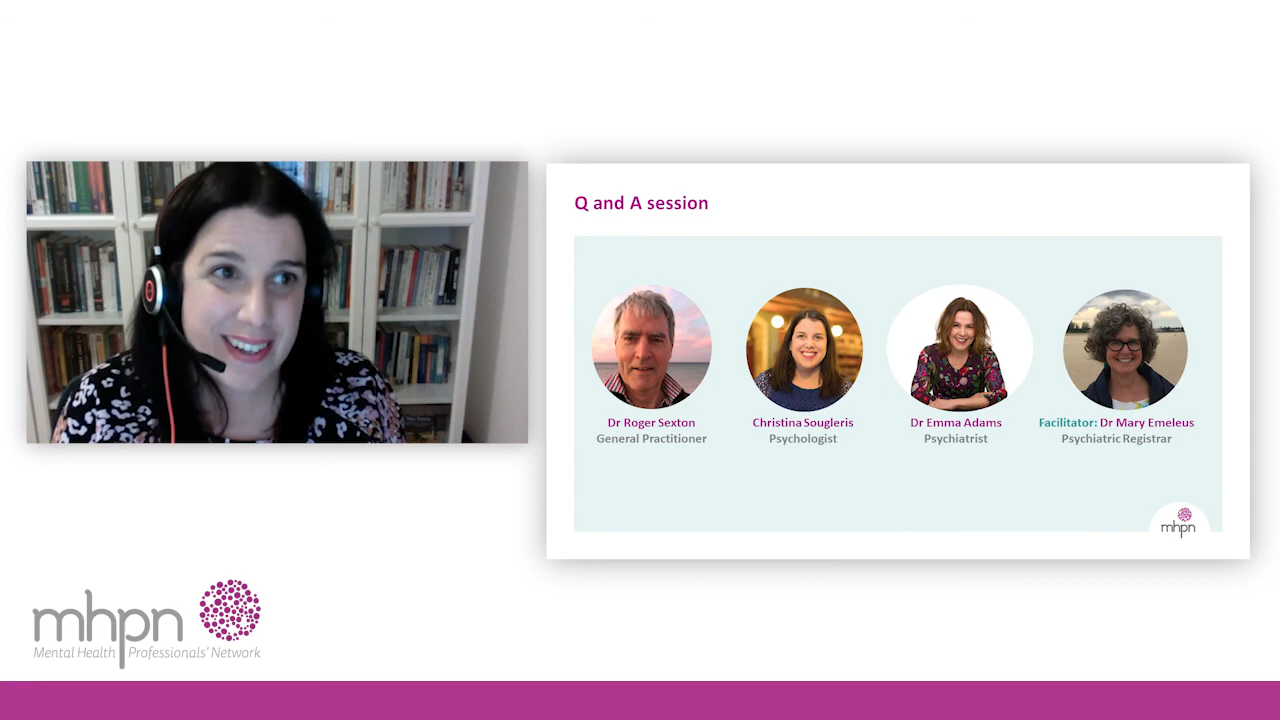 Q and A session
Dr Roger Sexton
General Practitioner
Christina Sougleris
Psychologist
Dr Emma Adams
Psychiatrist
Facilitator: Dr Mary Emeleus
Psychiatric Registrar
mhpn
mhpn
Mental Health Professionals' Network